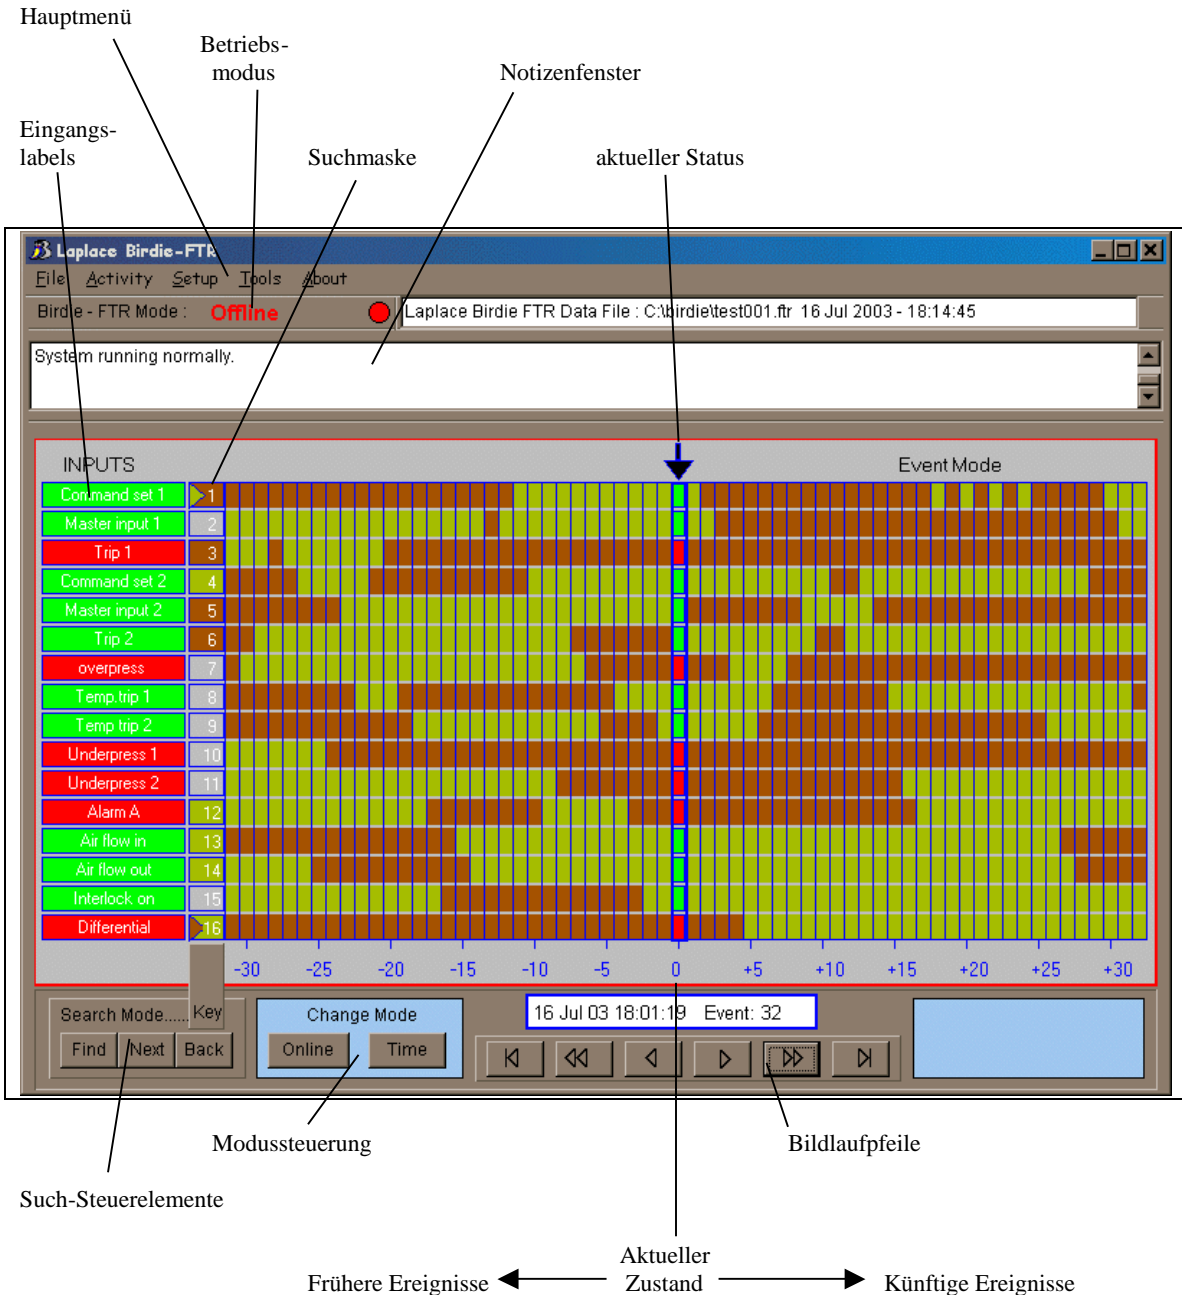 Hauptmenü
Betriebs-
modus
Notizenfenster
Eingangs-
labels
Suchmaske
aktueller Status
Laplace Birdie-FTR
File Activity Setup Tools About
Birdie - FTR Mode : Offline
Laplace Birdie FTR Data File : C:\birdie\test001.ftr 16 Jul 2003 - 18:14:45
System running normally.
INPUTS
Event Mode
Command set 1 1
Master input 1 2
Trip 1 3
Command set 2 4
Master input 2 5
Trip 2 6
overpress 7
Temp.trip 1 8
Temp trip 2 9
Underpress 1 10
Underpress 2 11
Alarm A 12
Air flow in 13
Air flow out 14
Interlock on 15
Differential 16
-30 -25 -20 -15 -10 -5 0 +5 +10 +15 +20 +25 +30
Search Mode...... Key
Find Next Back
Change Mode
Online Time
16 Jul 03 18:01:19 Event: 32
Modussteuerung
Bildlaufpfeile
Such-Steuerelemente
Frühere Ereignisse
Aktueller
Zustand
Künftige Ereignisse